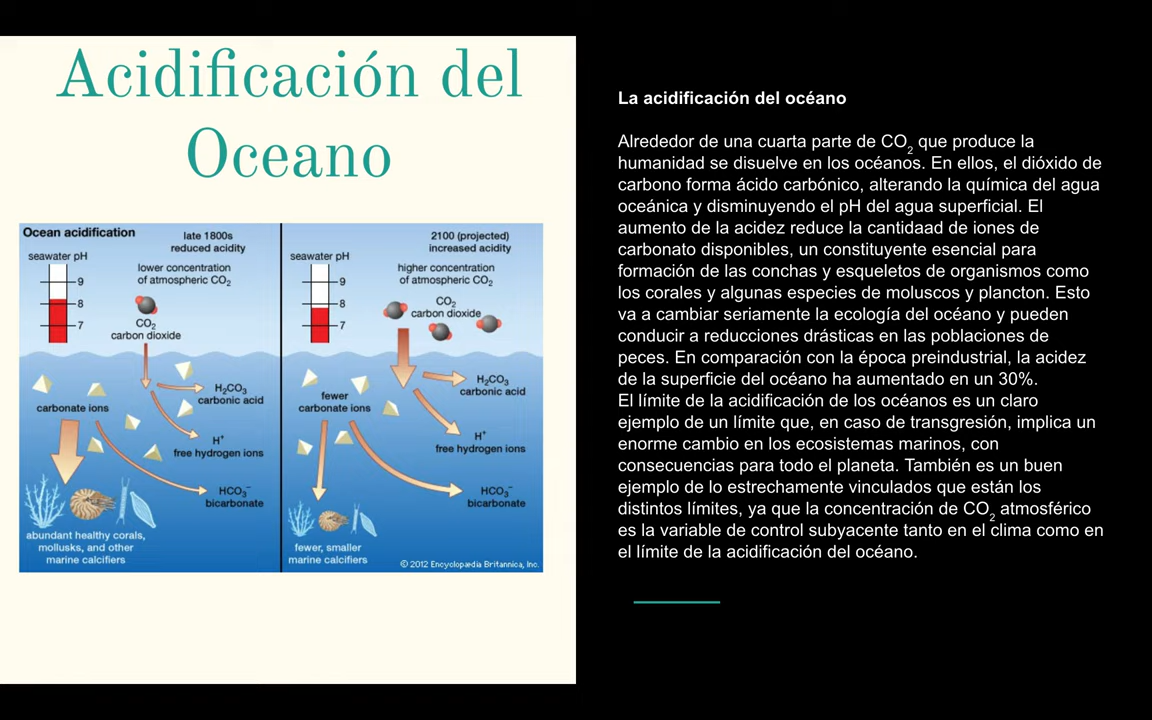 Acidificación del
Oceano
Ocean acidification
late 1800s
reduced acidity
seawater pH
9
8
7
lower concentration
of atmospheric CO₂
CO₂
carbon dioxide
H₂CO₃
carbonic acid
carbonate ions
H⁺
free hydrogen ions
HCO₃⁻
bicarbonate
abundant healthy corals,
mollusks, and other
marine calcifiers
2100 (projected)
increased acidity
seawater pH
9
8
7
higher concentration
of atmospheric CO₂
CO₂
carbon dioxide
H₂CO₃
carbonic acid
fewer
carbonate ions
H⁺
free hydrogen ions
HCO₃⁻
bicarbonate
fewer, smaller
marine calcifiers
© 2012 Encyclopædia Britannica, Inc.
La acidificación del océano
Alrededor de una cuarta parte de CO₂ que produce la
humanidad se disuelve en los océanos. En ellos, el dióxido de
carbono forma ácido carbónico, alterando la química del agua
oceánica y disminuyendo el pH del agua superficial. El
aumento de la acidez reduce la cantidaad de iones de
carbonato disponibles, un constituyente esencial para
formación de las conchas y esqueletos de organismos como
los corales y algunas especies de moluscos y plancton. Esto
va a cambiar seriamente la ecología del océano y pueden
conducir a reducciones drásticas en las poblaciones de
peces. En comparación con la época preindustrial, la acidez
de la superficie del océano ha aumentado en un 30%.
El límite de la acidificación de los océanos es un claro
ejemplo de un límite que, en caso de transgresión, implica un
enorme cambio en los ecosistemas marinos, con
consecuencias para todo el planeta. También es un buen
ejemplo de lo estrechamente vinculados que están los
distintos límites, ya que la concentración de CO₂ atmosférico
es la variable de control subyacente tanto en el clima como en
el límite de la acidificación del océano.